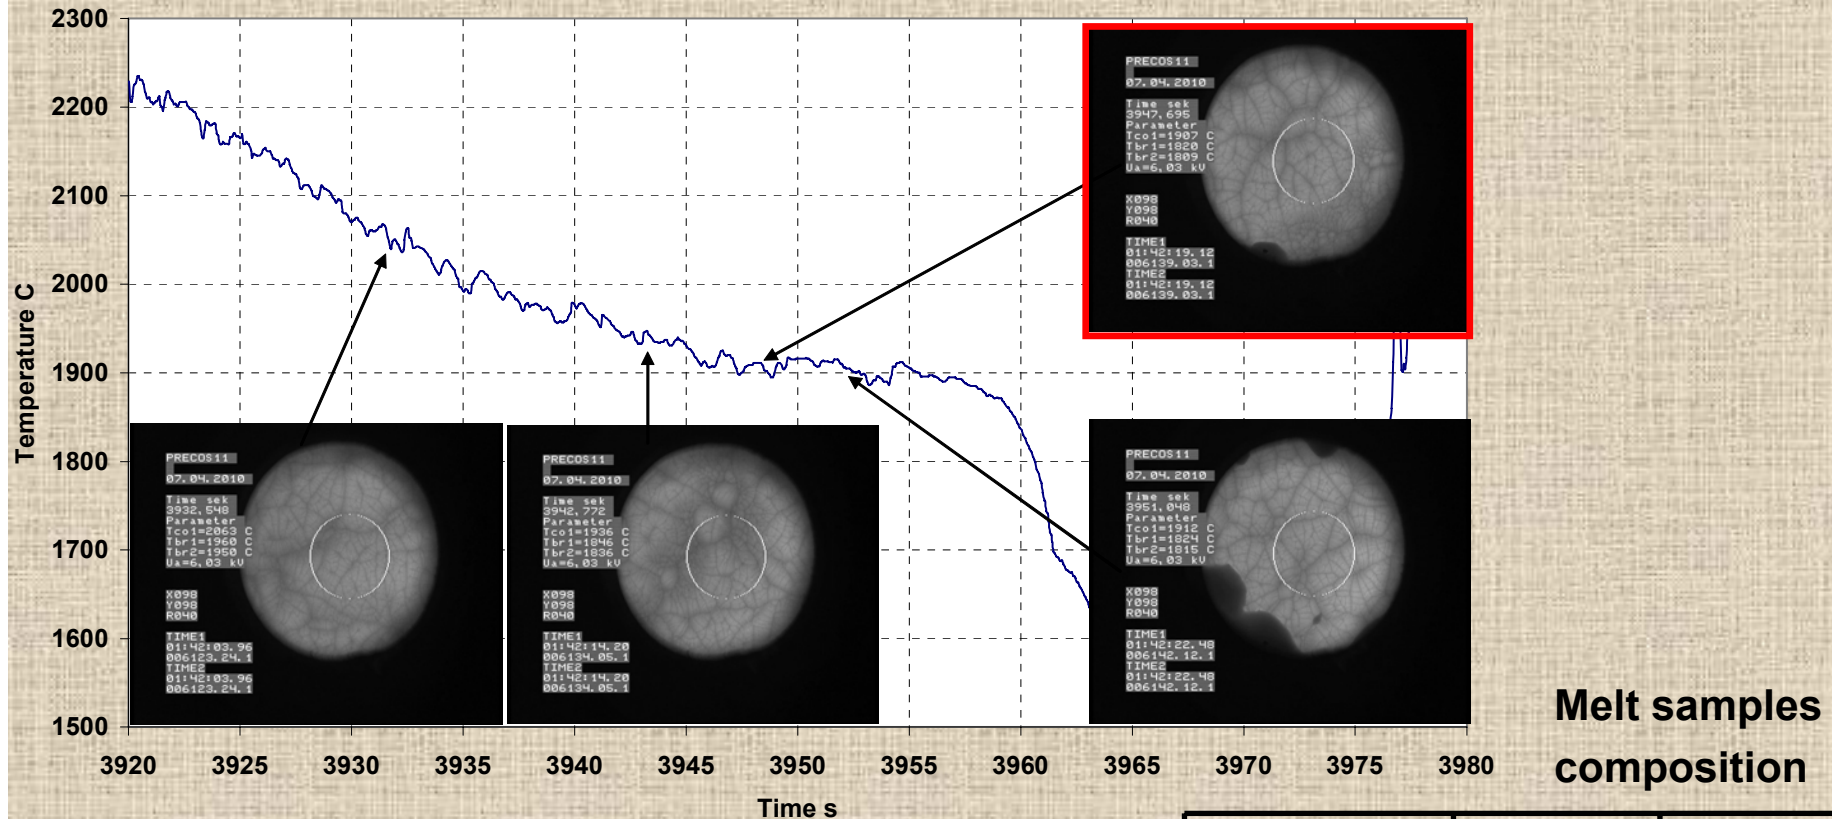 2300
2200
2100
2000
1900
1800
1700
1600
1500
Temperature C
3920 3925 3930 3935 3940 3945 3950 3955 3960 3965 3970 3975 3980
Time s
PRECOS11
07.04.2010
Time sek
3947,695
Parameter
Tco1=1907 C
Tbr1=1820 C
Tbr2=1809 C
Ua=6,03 kV
X098
Y098
R040
TIME1
01:42:19.12
006139.03.1
TIME2
01:42:19.12
006139.03.1
PRECOS11
07.04.2010
Time sek
3932,548
Parameter
Tco1=2063 C
Tbr1=1960 C
Tbr2=1950 C
Ua=6,03 kV
X098
Y098
R040
TIME1
01:42:03.96
006123.24.1
TIME2
01:42:03.96
006123.24.1
PRECOS11
07.04.2010
Time sek
3942,772
Parameter
Tco1=1936 C
Tbr1=1846 C
Tbr2=1836 C
Ua=6,03 kV
X098
Y098
R040
TIME1
01:42:14.20
006134.05.1
TIME2
01:42:14.20
006134.05.1
PRECOS11
07.04.2010
Time sek
3951,048
Parameter
Tco1=1912 C
Tbr1=1824 C
Tbr2=1815 C
Ua=6,03 kV
X098
Y098
R040
TIME1
01:42:22.48
006142.12.1
TIME2
01:42:22.48
006142.12.1
Melt samples
composition